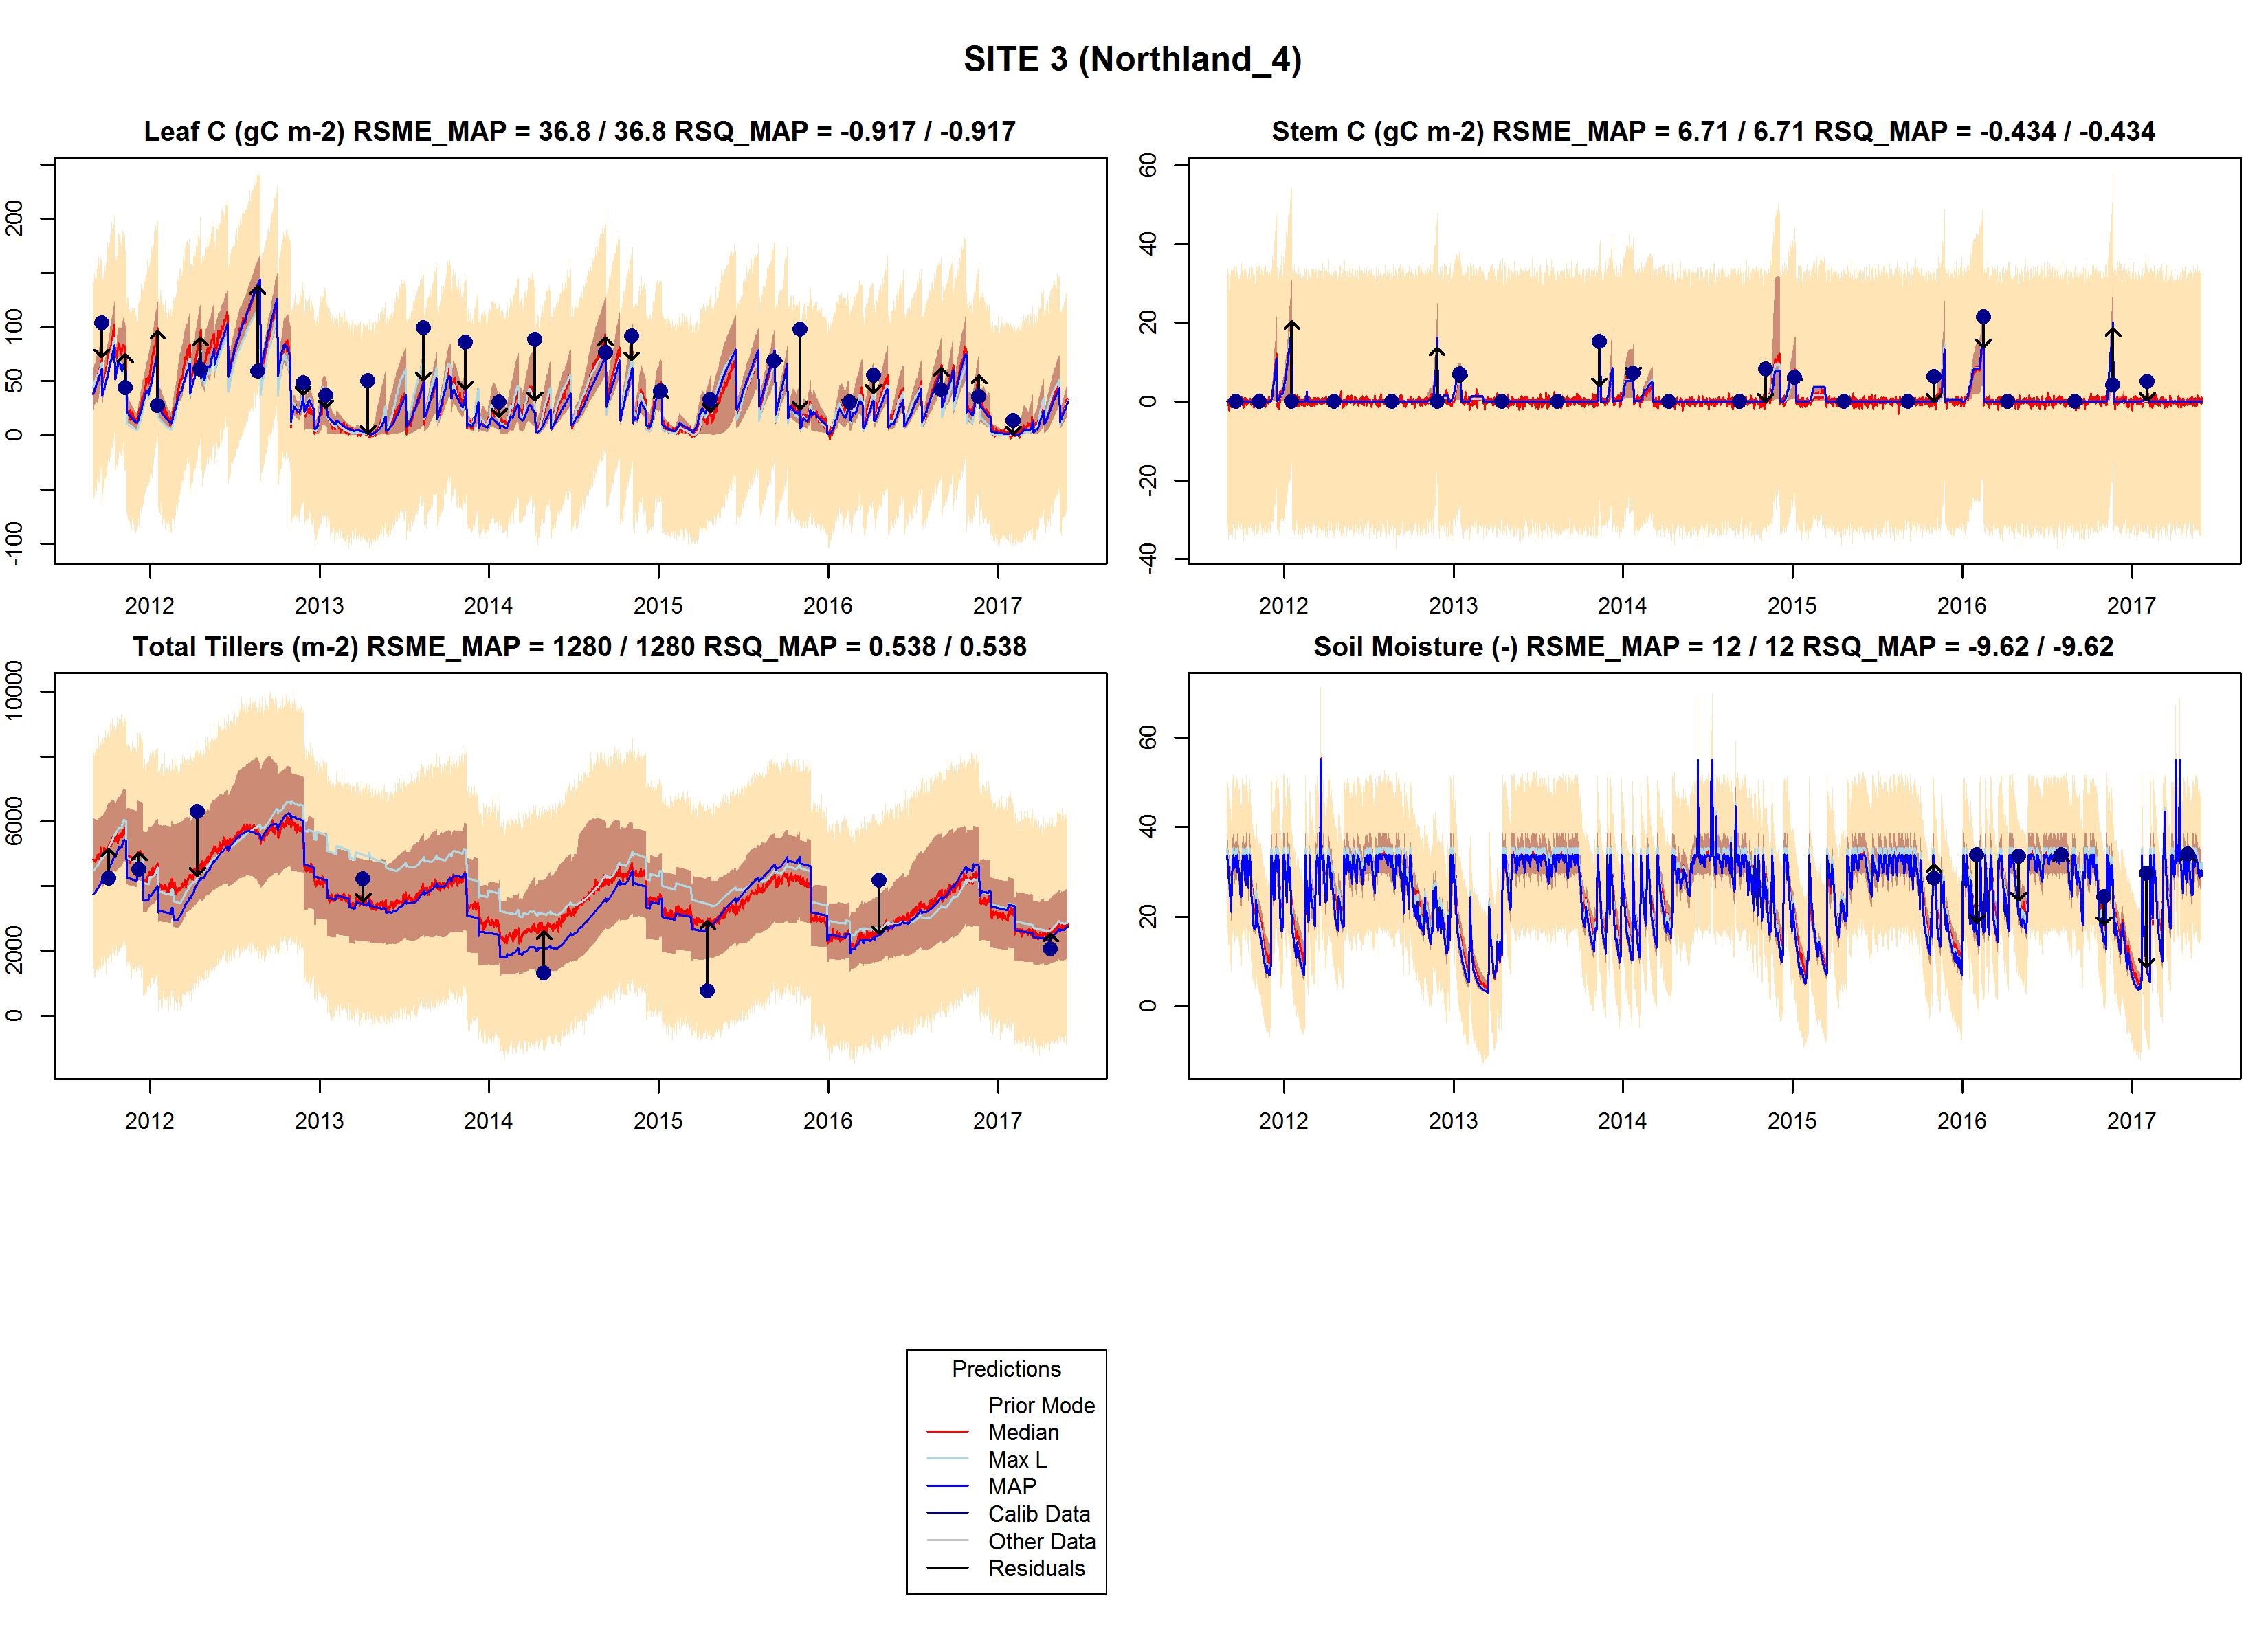 SITE 3 (Northland_4)
Leaf C (gC m-2) RSME_MAP = 36.8 / 36.8 RSQ_MAP = -0.917 / -0.917
200
100
50
0
-100
2012 2013 2014 2015 2016 2017
Stem C (gC m-2) RSME_MAP = 6.71 / 6.71 RSQ_MAP = -0.434 / -0.434
60
40
20
0
-20
-40
2012 2013 2014 2015 2016 2017
Total Tillers (m-2) RSME_MAP = 1280 / 1280 RSQ_MAP = 0.538 / 0.538
10000
6000
2000
0
2012 2013 2014 2015 2016 2017
Soil Moisture (-) RSME_MAP = 12 / 12 RSQ_MAP = -9.62 / -9.62
60
40
20
0
2012 2013 2014 2015 2016 2017
Predictions
Prior Mode
Median
Max L
MAP
Calib Data
Other Data
Residuals